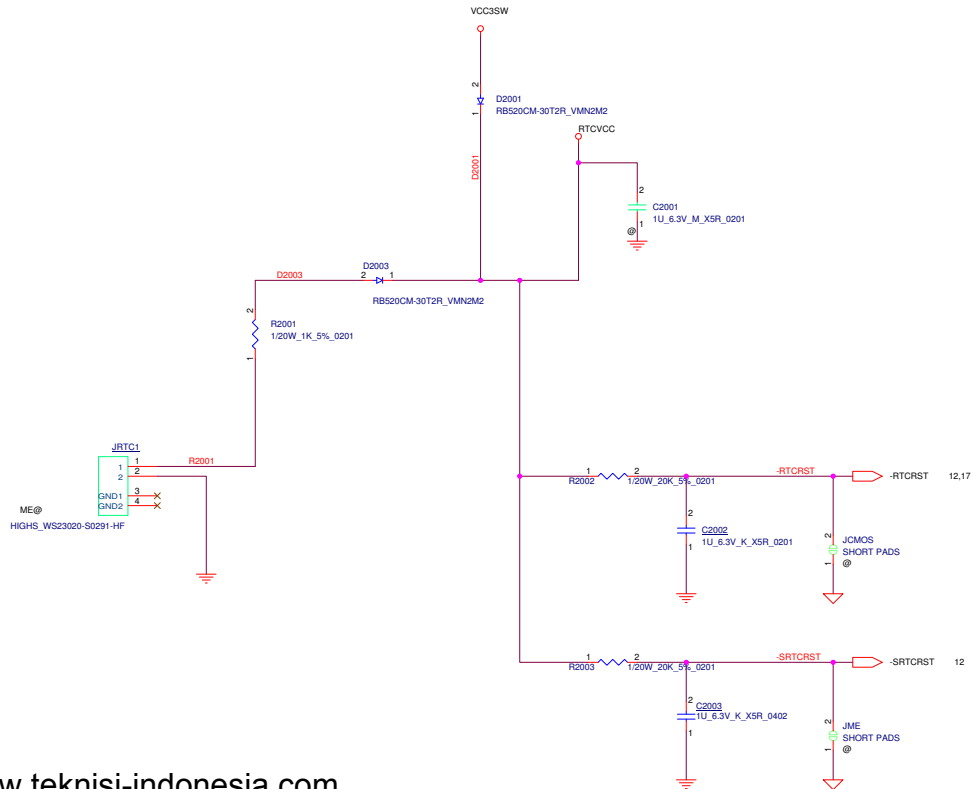 VCC3SW
2
D2001
RB520CM-30T2R_VMN2M2
1
D2001
RTCVCC
2
C2001
1U_6.3V_M_X5R_0201
1
@
D2003
D2003
2 1
RB520CM-30T2R_VMN2M2
2
R2001
1/20W_1K_5%_0201
1
JRTC1
1 1 R2001
2 2
GND1 3
GND2 4
ME@
HIGHS_WS23020-S0291-HF
1 2 -RTCRST -RTCRST 12,17
R2002 1/20W_20K_5%_0201
2
C2002
1U_6.3V_K_X5R_0201
1
2
JCMOS
SHORT PADS
1 @
1 2 -SRTCRST -SRTCRST 12
R2003 1/20W_20K_5%_0201
2
C2003
1U_6.3V_K_X5R_0402
1
2
JME
SHORT PADS
1 @
w.teknisi-indonesia.com